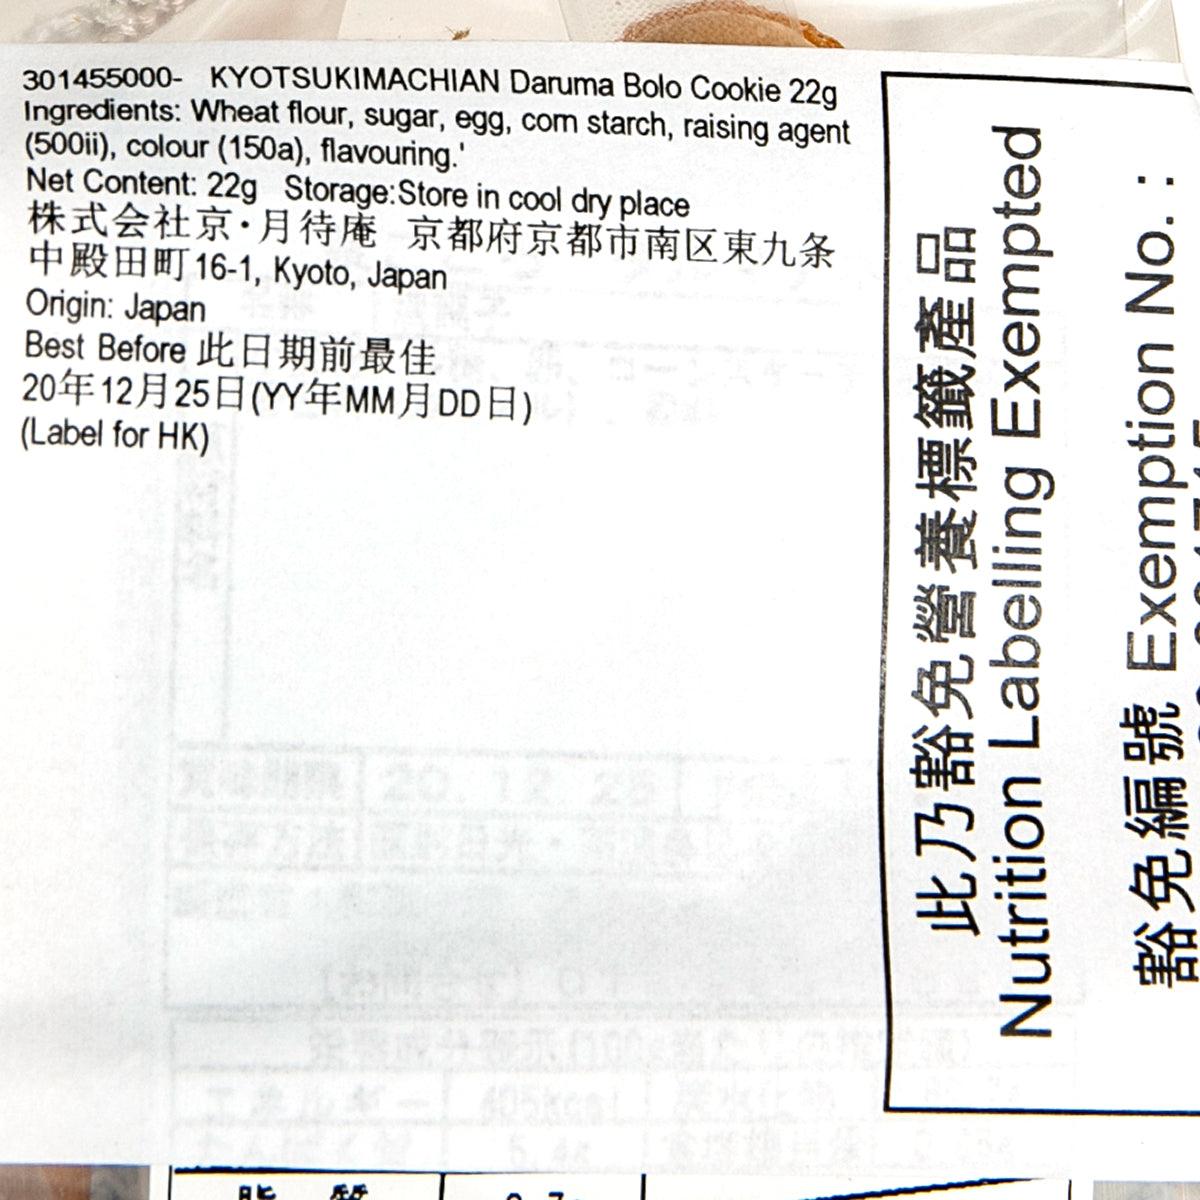 301455000- KYOTSUKIMACHIAN Daruma Bolo Cookie 22g
Ingredients: Wheat flour, sugar, egg, corn starch, raising agent
(500ii), colour (150a), flavouring.'
Net Content: 22g Storage:Store in cool dry place
株式会社京・月待庵 京都府京都市南区東九条
中殿田町16-1, Kyoto, Japan
Origin: Japan
Best Before 此日期前最佳
20年12月25日(YY年MM月DD日)
(Label for HK)
此乃豁免營養標籤產品
Nutrition Labelling Exempted
豁免編號 Exemption No. :
20. 12. 25